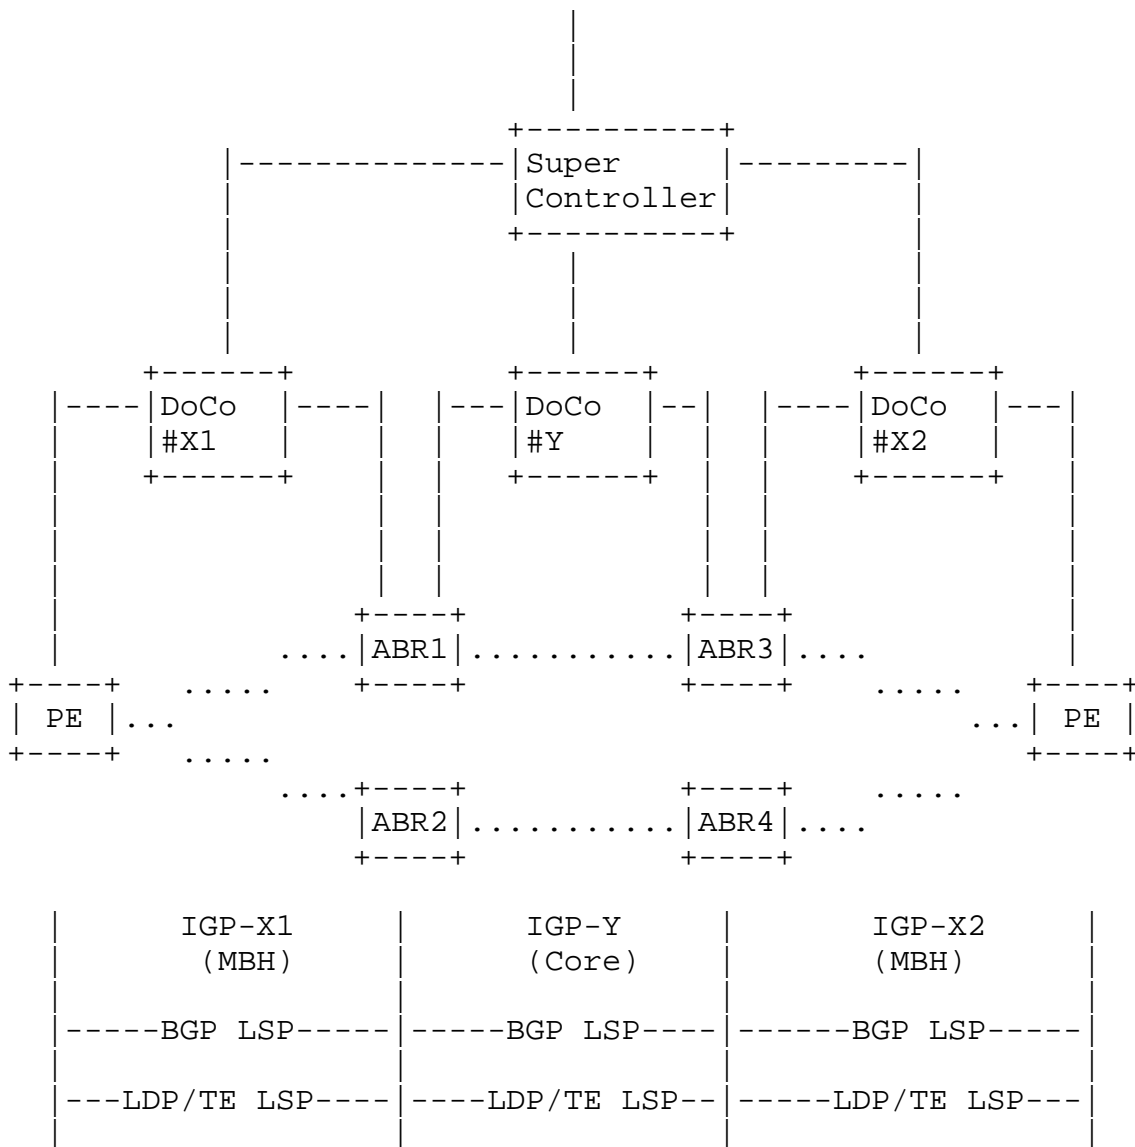 Super
Controller
DoCo DoCo DoCo
#X1 #Y #X2
ABR1 ABR3
PE PE
ABR2 ABR4
IGP-X1 IGP-Y IGP-X2
(MBH) (Core) (MBH)
BGP LSP BGP LSP BGP LSP
LDP/TE LSP LDP/TE LSP LDP/TE LSP